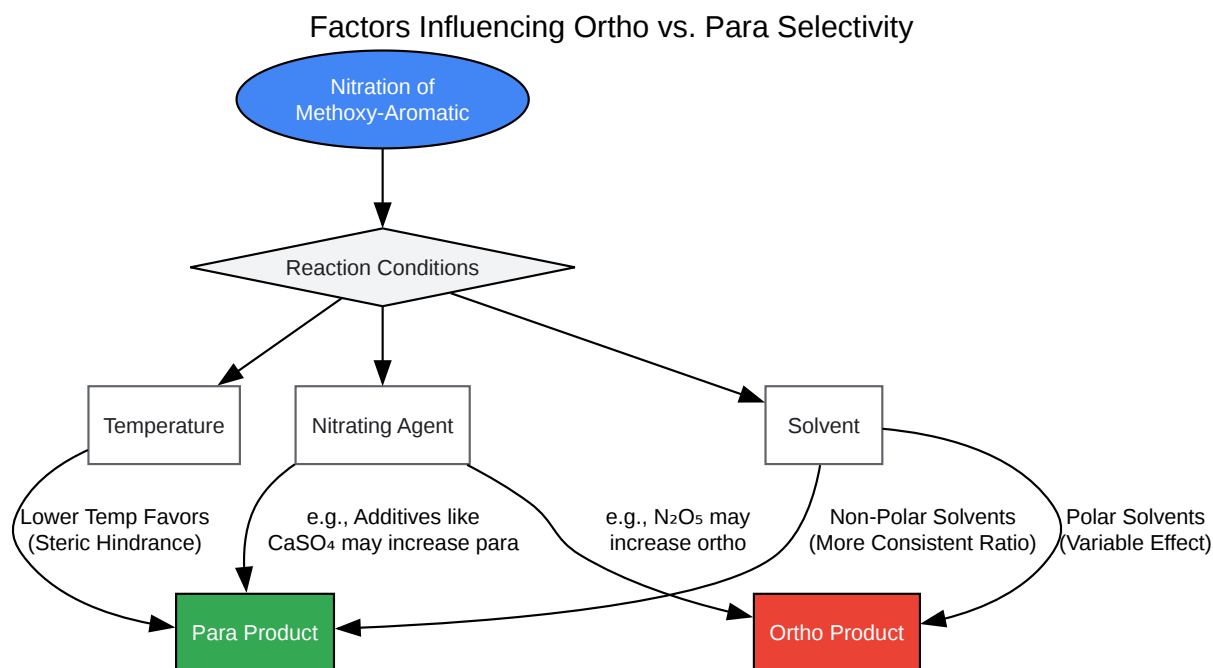 Factors Influencing Ortho vs. Para Selectivity
Nitration of
Methoxy-Aromatic
Reaction Conditions
Temperature
Nitrating Agent
Solvent
Lower Temp Favors
(Steric Hindrance)
e.g., Additives like
CaSO₄ may increase para
e.g., N₂O₅ may
increase ortho
Non-Polar Solvents
(More Consistent Ratio)
Polar Solvents
(Variable Effect)
Para Product
Ortho Product